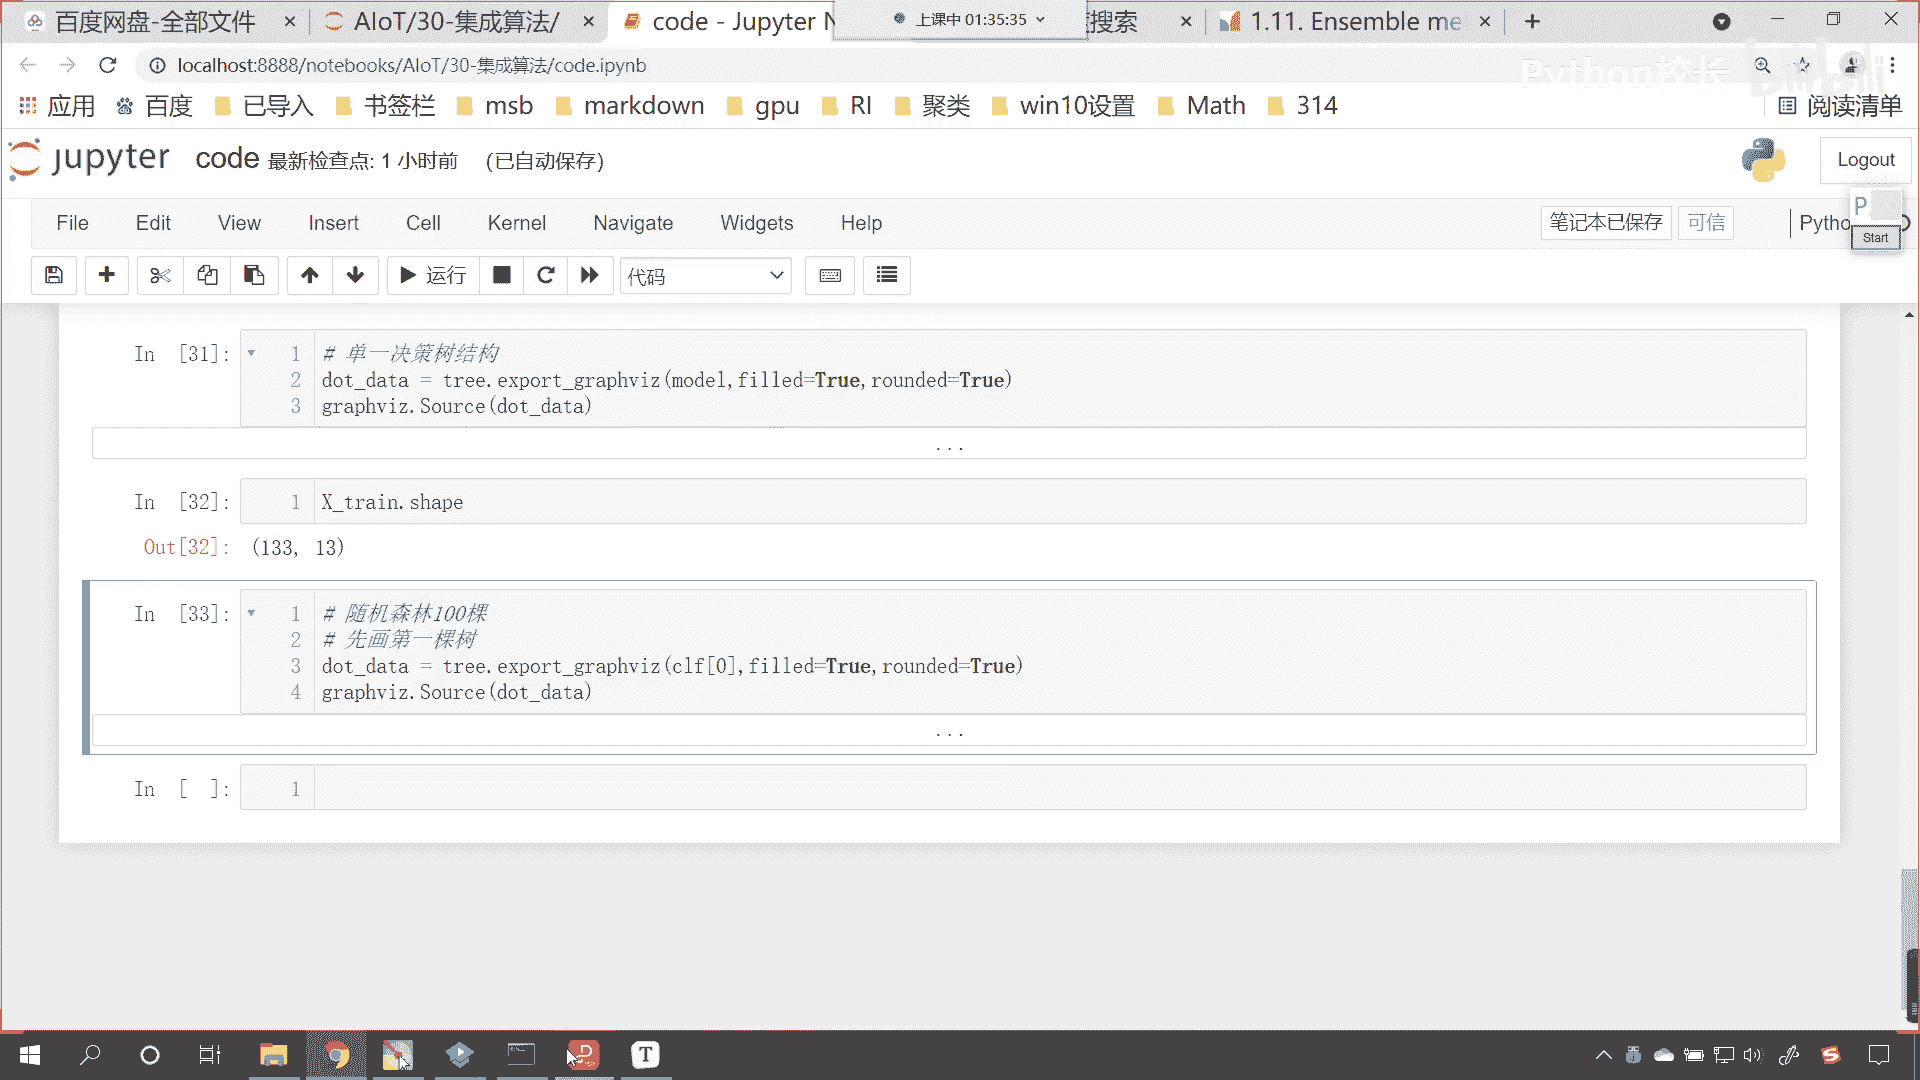 百度网盘-全部文件
AIoT/30-集成算法/
code - Jupyter N
上课中 01:35:35
搜索
1.11. Ensemble me
localhost:8888/notebooks/AIoT/30-集成算法/code.ipynb
Python校长
bilibili
应用
百度
已导入
书签栏
msb
markdown
gpu
RI
聚类
win10设置
Math
314
阅读清单
jupyter
code 最新检查点: 1 小时前 (已自动保存)
Logout
File
Edit
View
Insert
Cell
Kernel
Navigate
Widgets
Help
笔记本已保存
可信
Pytho
P
Start
运行
代码
In [31]:
1 # 单一决策树结构
2 dot_data = tree.export_graphviz(model,filled=True,rounded=True)
3 graphviz.Source(dot_data)
...
In [32]:
1 X_train.shape
Out[32]: (133, 13)
In [33]:
1 # 随机森林100棵
2 # 先画第一棵树
3 dot_data = tree.export_graphviz(clf[0],filled=True,rounded=True)
4 graphviz.Source(dot_data)
...
In [ ]:
1